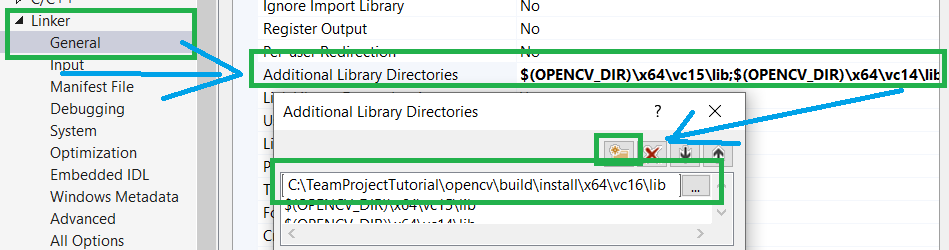 Linker
General
Input
Manifest File
Debugging
System
Optimization
Embedded IDL
Windows Metadata
Advanced
All Options
Ignore Import Library No
Register Output No
Per-user Redirection No
Additional Library Directories $(OPENCV_DIR)\x64\vc15\lib;$(OPENCV_DIR)\x64\vc14\lib
Additional Library Directories ? ×
C:\TeamProjectTutorial\opencv\build\install\x64\vc16\lib ...
$(OPENCV_DIR)\x64\vc15\lib
$(OPENCV_DIR)\x64\vc14\lib